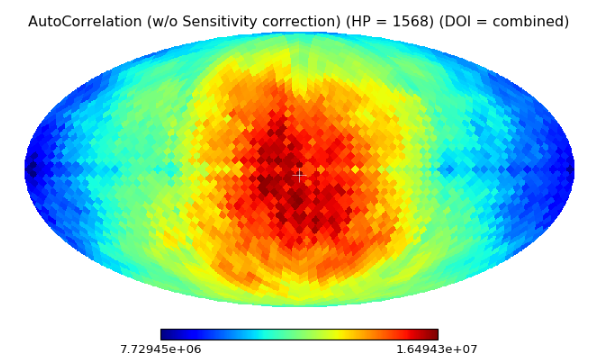 AutoCorrelation (w/o Sensitivity correction) (HP = 1568) (DOI = combined)
7.72945e+06 1.64943e+07